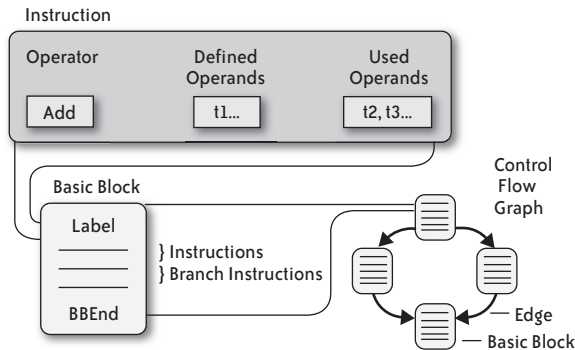 Instruction
Operator
Defined
Operands
Used
Operands
Add
t1...
t2, t3...
Basic Block
Label
BBEnd
} Instructions
} Branch Instructions
Control
Flow
Graph
Edge
Basic Block